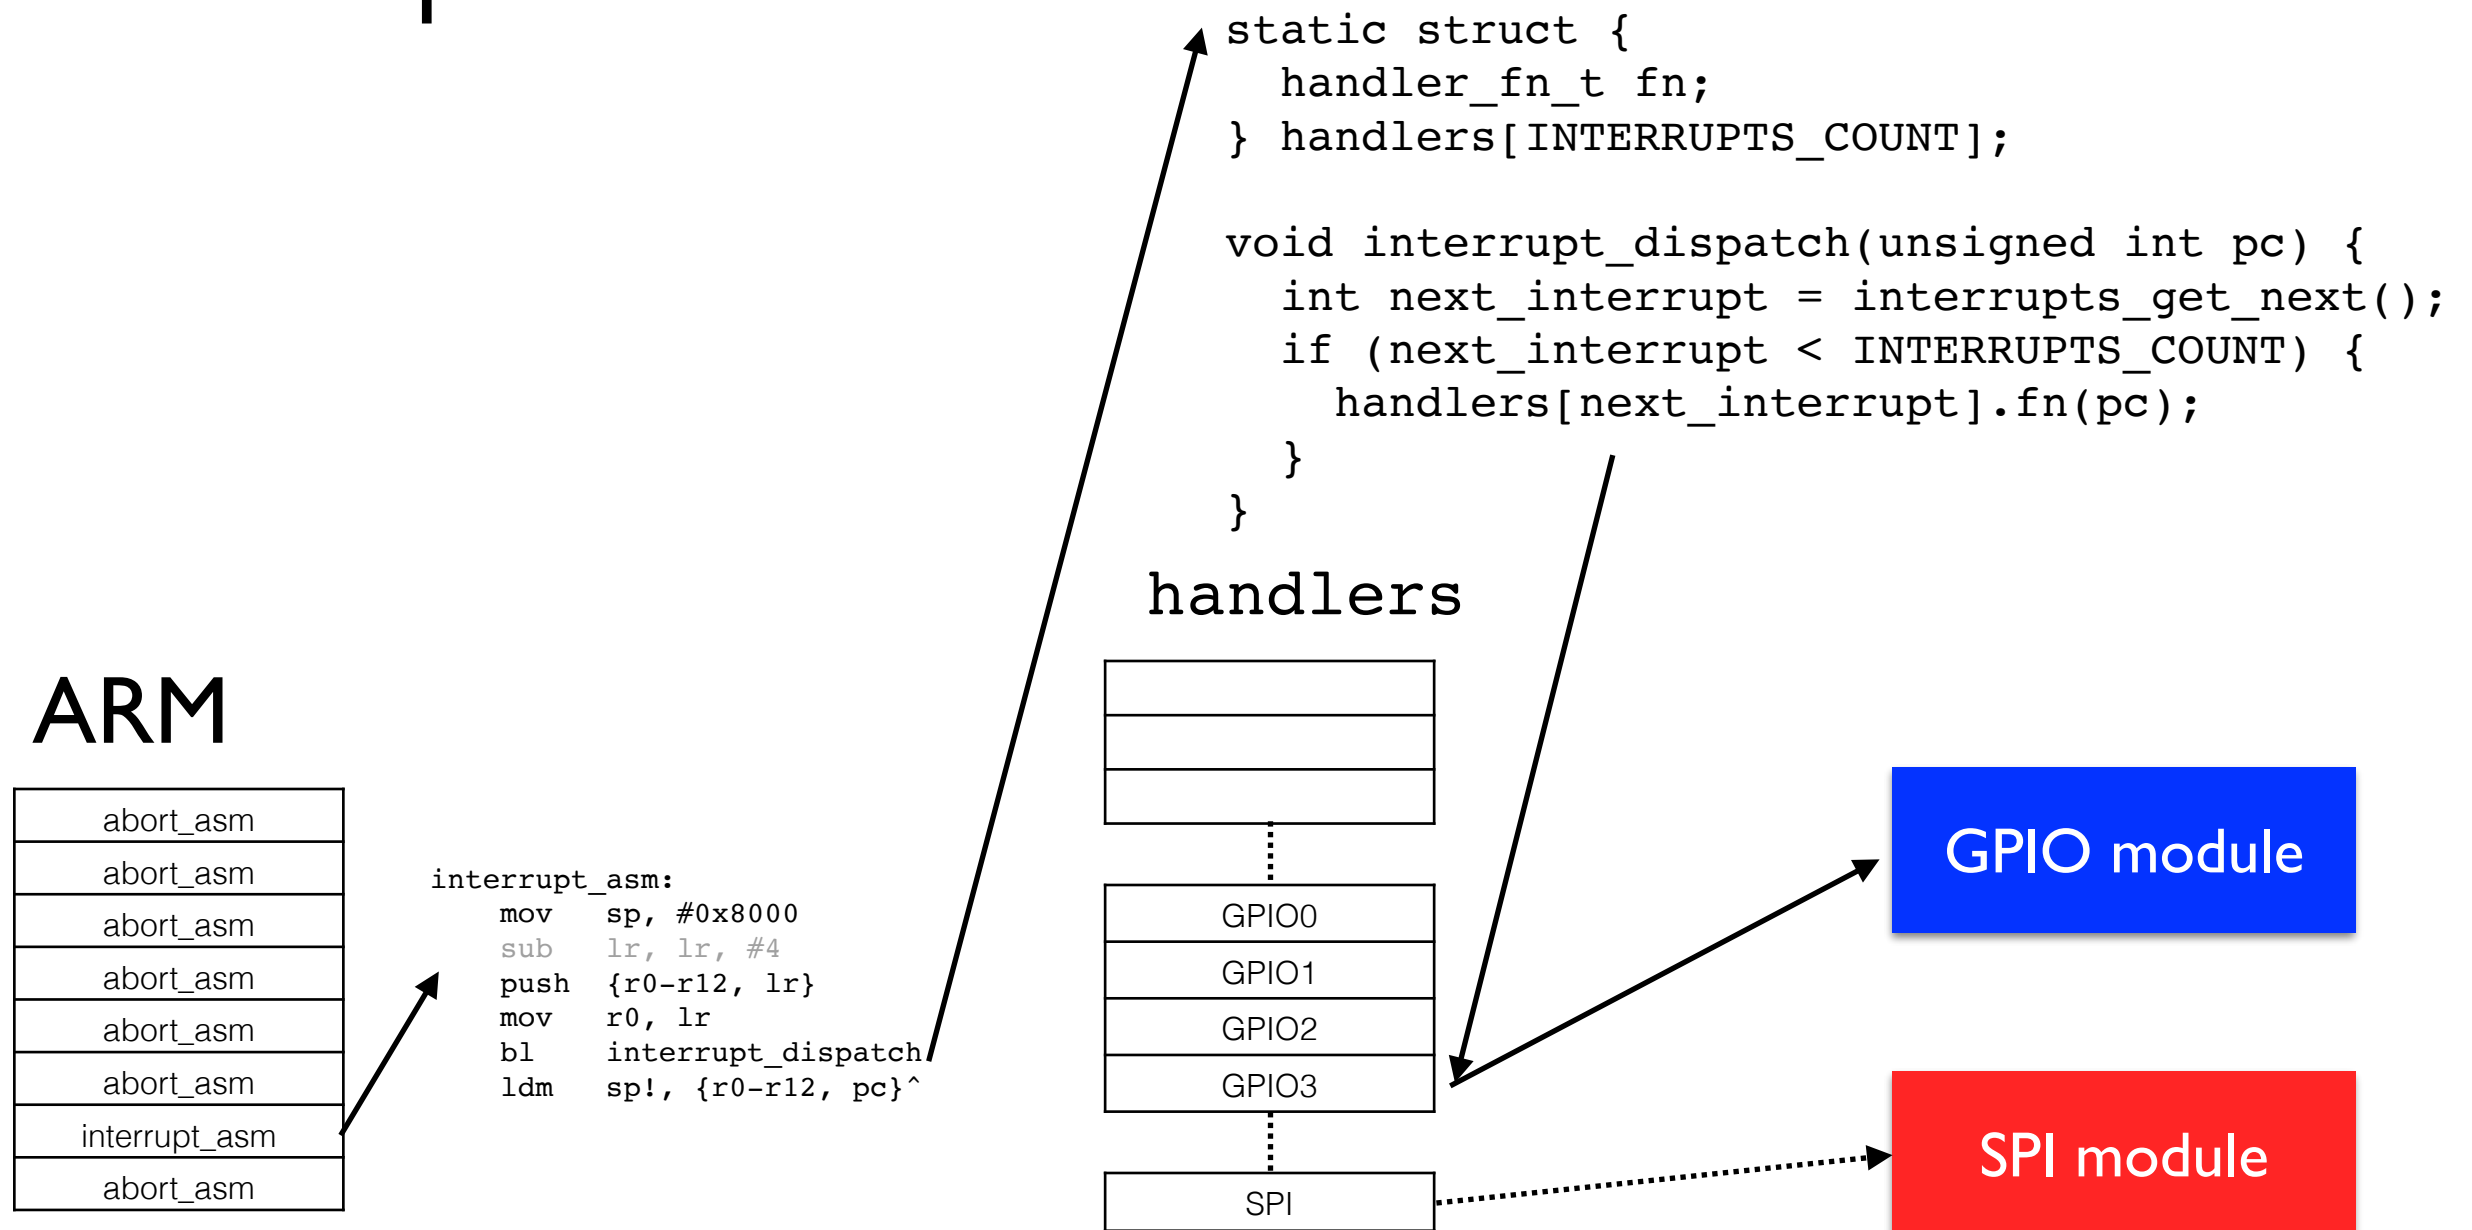 static struct {
  handler_fn_t fn;
} handlers[INTERRUPTS_COUNT];

void interrupt_dispatch(unsigned int pc) {
  int next_interrupt = interrupts_get_next();
  if (next_interrupt < INTERRUPTS_COUNT) {
    handlers[next_interrupt].fn(pc);
  }
}
handlers
ARM
abort_asm
abort_asm
abort_asm
abort_asm
abort_asm
abort_asm
interrupt_asm
abort_asm
interrupt_asm:
    mov   sp, #0x8000
    sub   lr, lr, #4
    push  {r0-r12, lr}
    mov   r0, lr
    bl    interrupt_dispatch
    ldm   sp!, {r0-r12, pc}^
GPIO0
GPIO1
GPIO2
GPIO3
SPI
GPIO module
SPI module